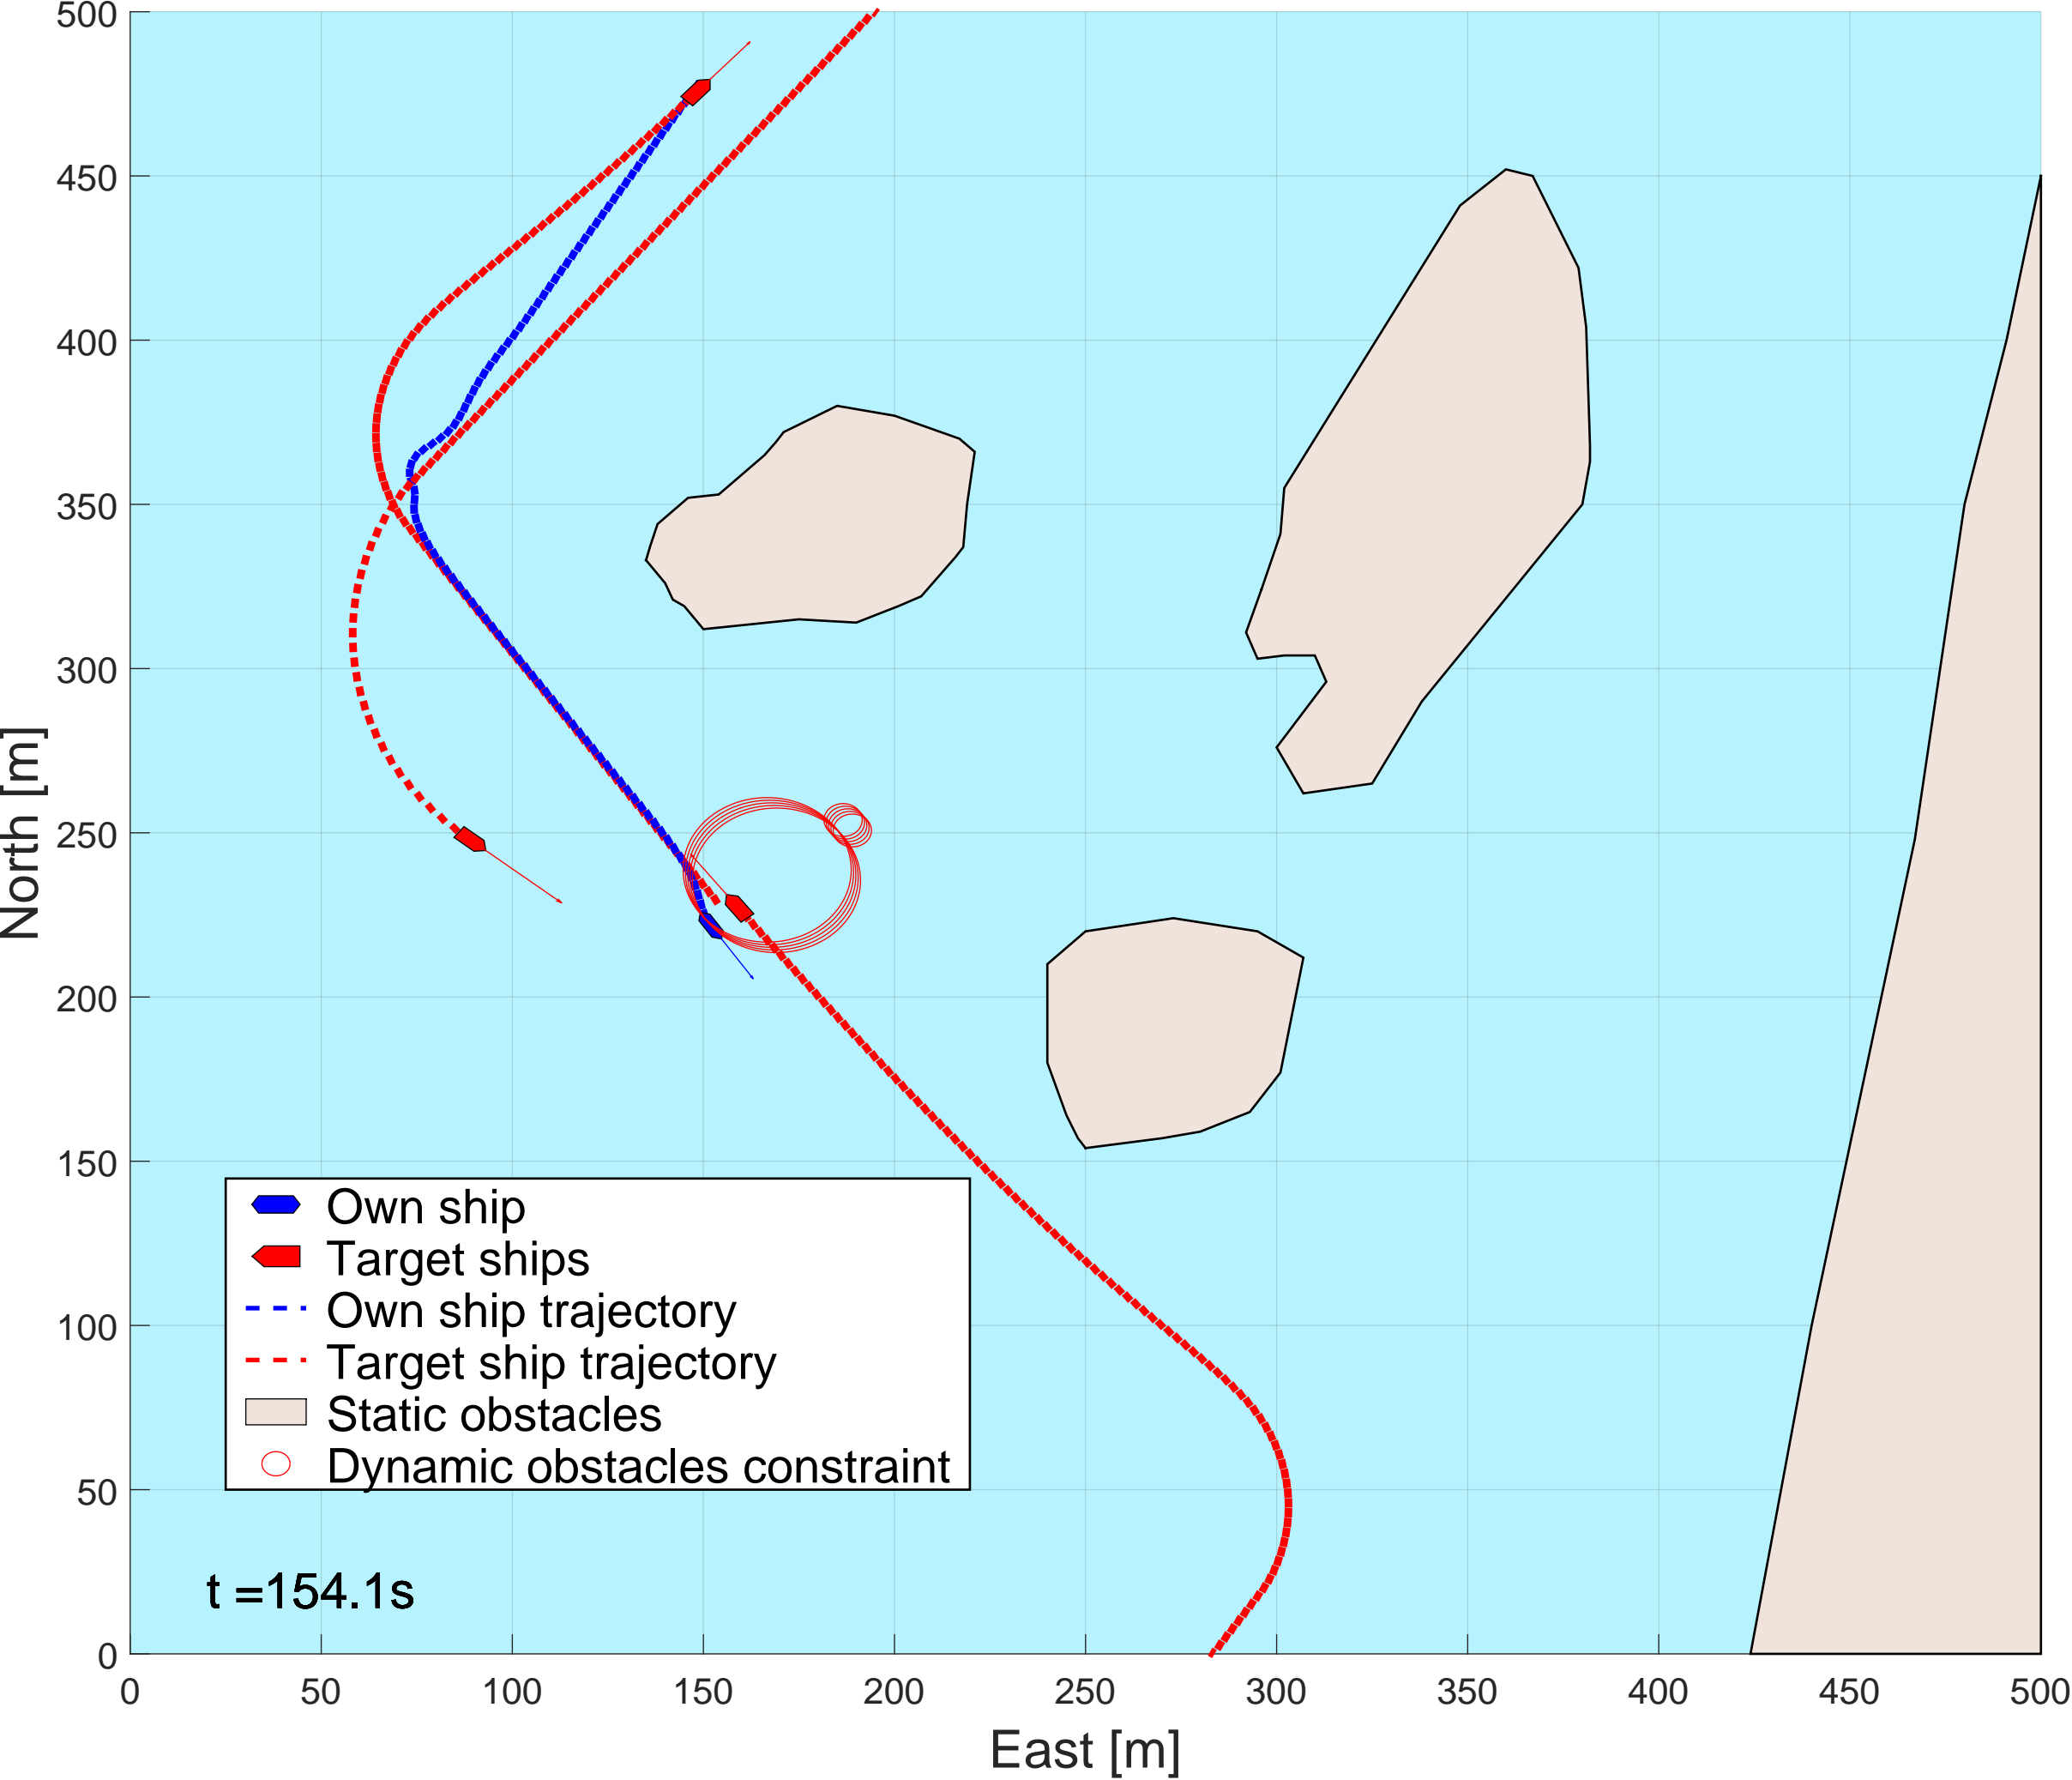 500
450
400
350
300
250
200
150
100
50
0
North [m]
Own ship
Target ships
Own ship trajectory
Target ship trajectory
Static obstacles
Dynamic obstacles constraint
t =154.1s
0 50 100 150 200 250 300 350 400 450 500
East [m]